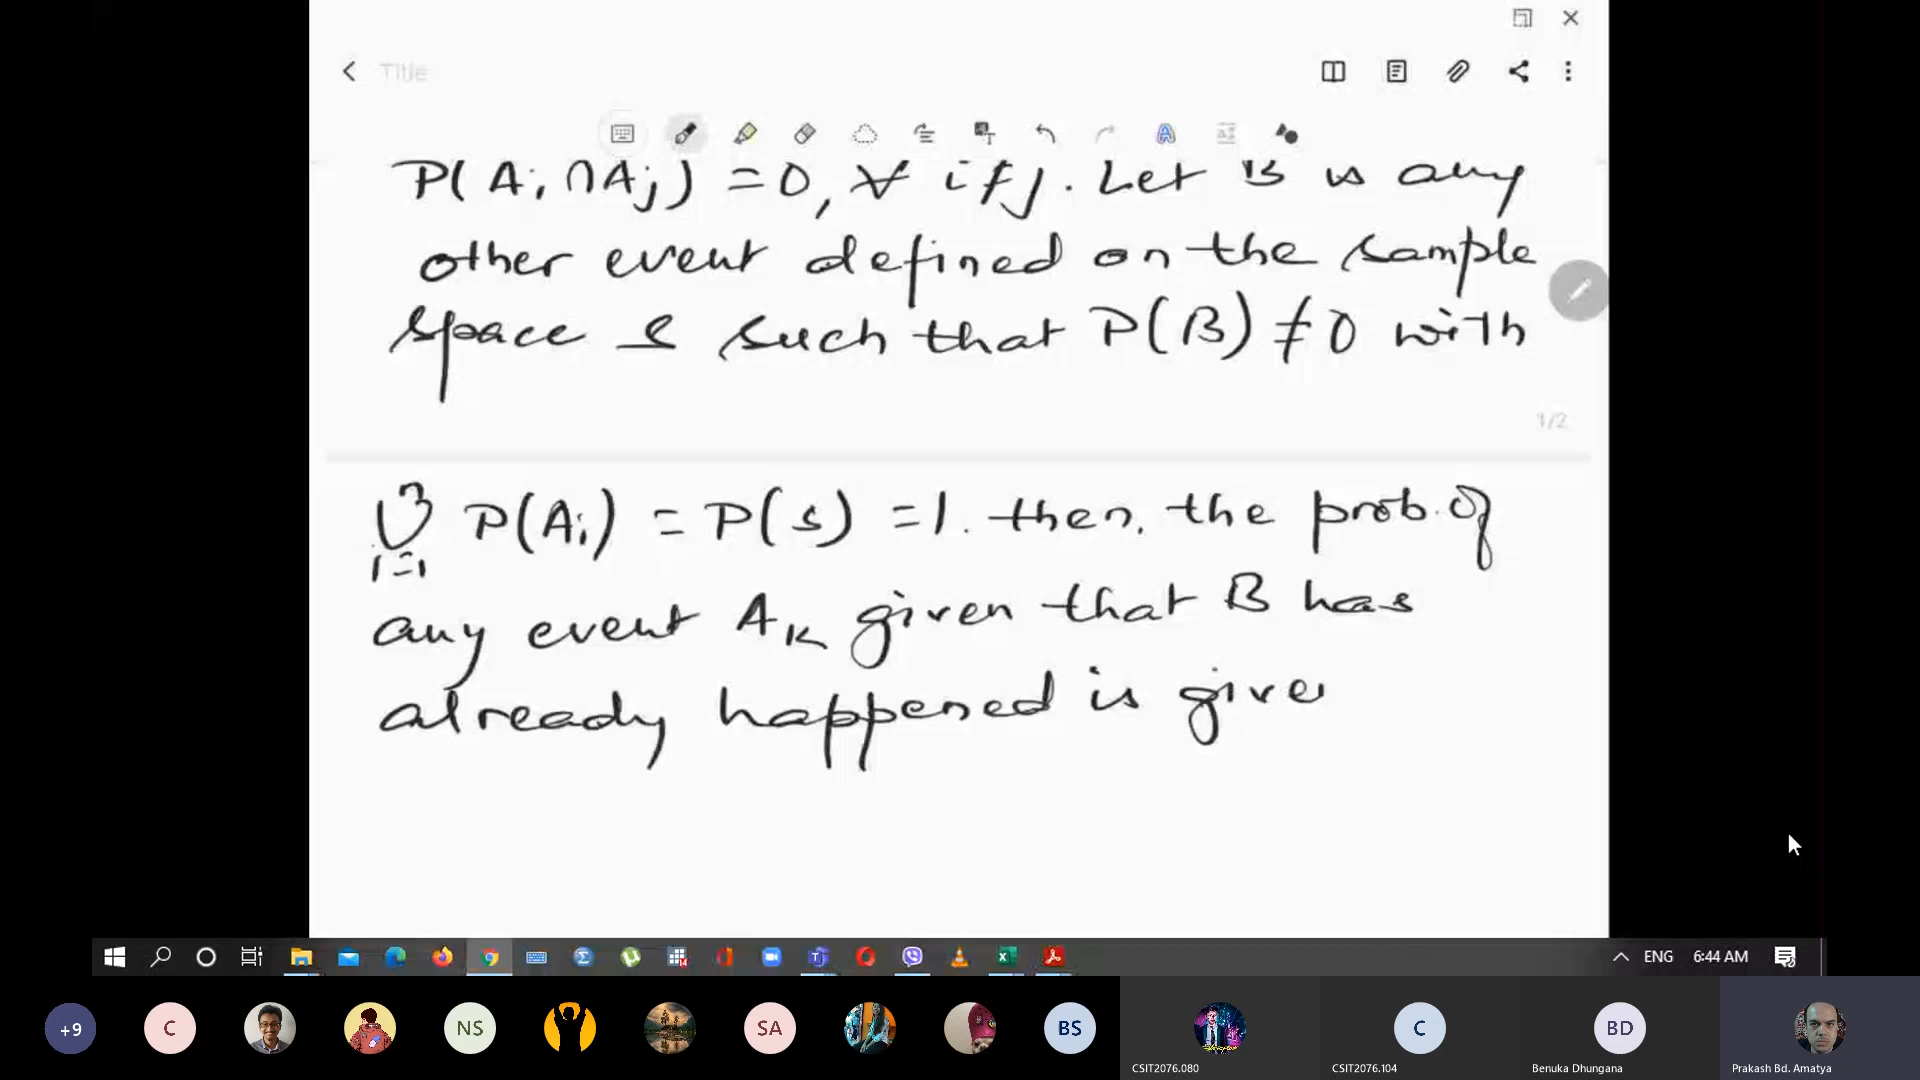 Title
P(Ai∩Aj) = 0, ∀ i≠j. Let B is any
other event defined on the sample
space S such that P(B) ≠ 0 with
1/2
n
∪ P(Ai) = P(s) = 1. then, the prob. of
i=1
any event AK given that B has
already happened is give
ENG 6:44 AM
+9 C NS SA BS C BD
CSIT2076.080 CSIT2076.104 Benuka Dhungana Prakash Bd. Amatya